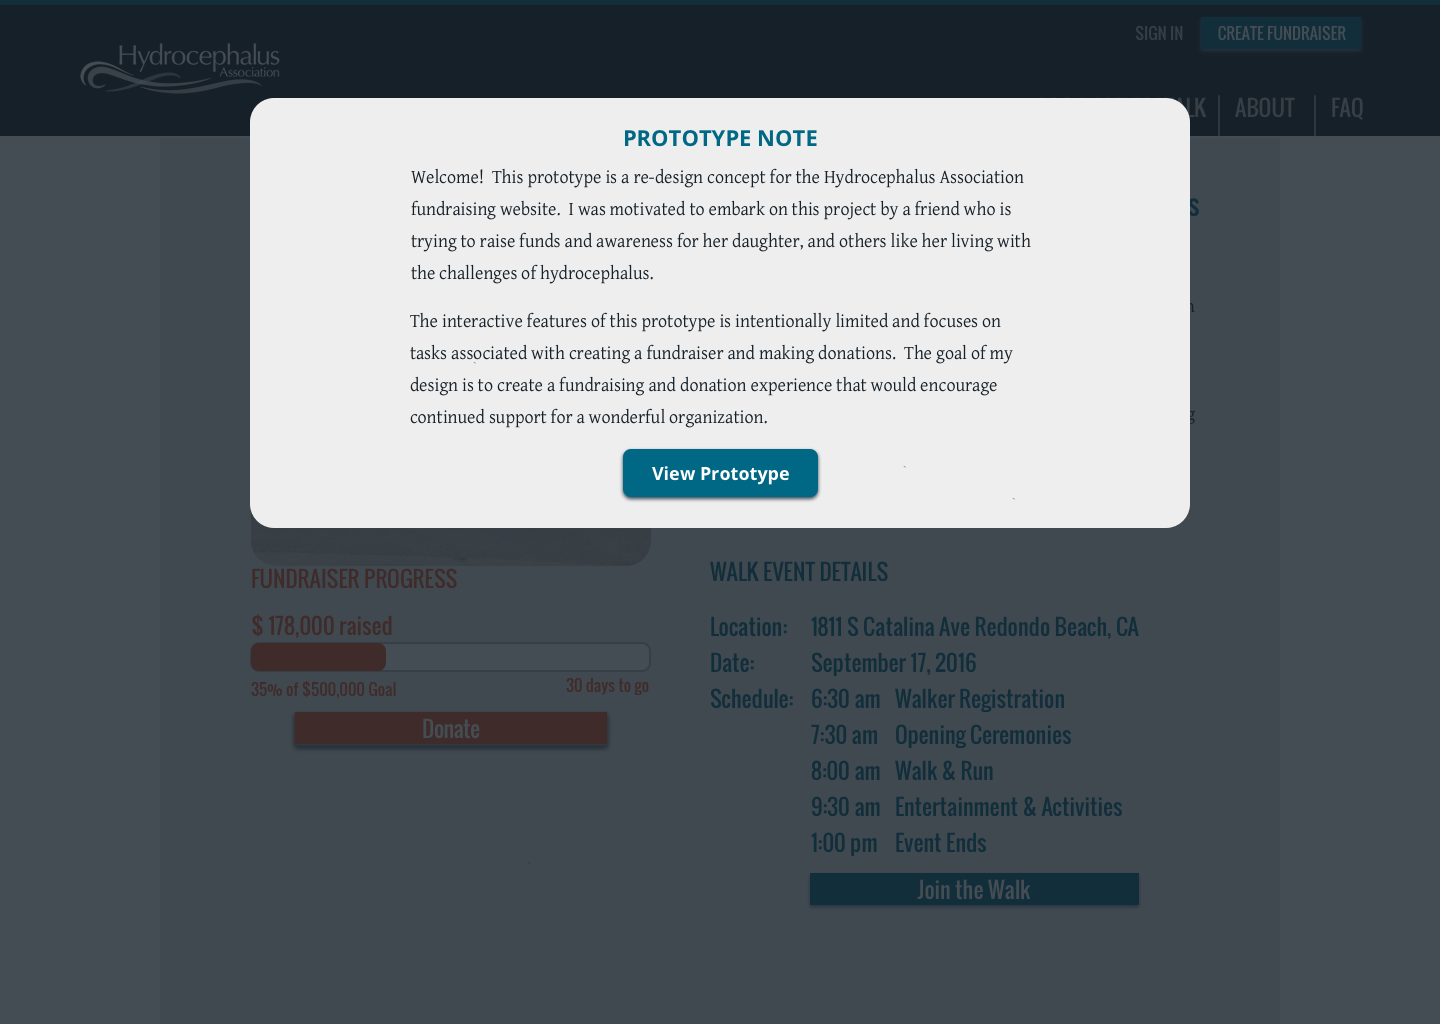 SIGN IN
CREATE FUNDRAISER
Hydrocephalus
Association
ABOUT
FAQ
PROTOTYPE NOTE
Welcome! This prototype is a re-design concept for the Hydrocephalus Association
fundraising website. I was motivated to embark on this project by a friend who is
trying to raise funds and awareness for her daughter, and others like her living with
the challenges of hydrocephalus.
The interactive features of this prototype is intentionally limited and focuses on
tasks associated with creating a fundraiser and making donations. The goal of my
design is to create a fundraising and donation experience that would encourage
continued support for a wonderful organization.
View Prototype
FUNDRAISER PROGRESS
$ 178,000 raised
35% of $500,000 Goal
30 days to go
Donate
WALK EVENT DETAILS
Location: 1811 S Catalina Ave Redondo Beach, CA
Date: September 17, 2016
Schedule: 6:30 am Walker Registration
7:30 am Opening Ceremonies
8:00 am Walk & Run
9:30 am Entertainment & Activities
1:00 pm Event Ends
Join the Walk